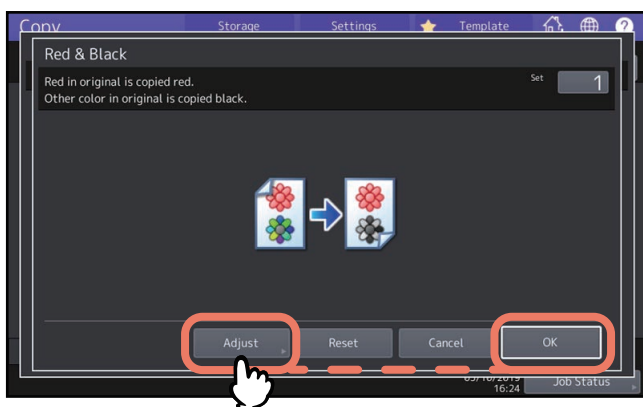 Copy
Storage
Settings
Template
?
Red & Black
Red in original is copied red.
Other color in original is copied black.
Set
1
Adjust
Reset
Cancel
OK
16:24
Job Status